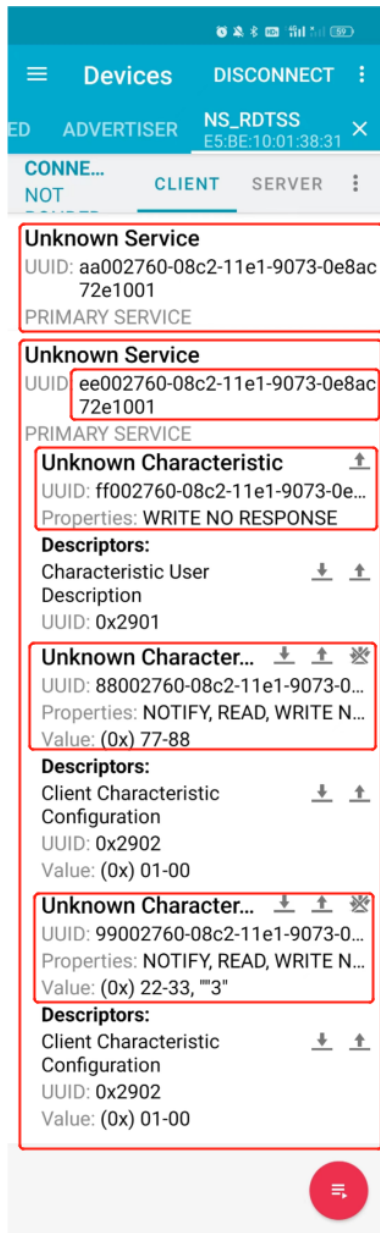 59
Devices
DISCONNECT
ED
ADVERTISER
NS_RDTSS
E5:BE:10:01:38:31
CONNE...
NOT
CLIENT
SERVER
Unknown Service
UUID: aa002760-08c2-11e1-9073-0e8ac
72e1001
PRIMARY SERVICE
Unknown Service
UUID: ee002760-08c2-11e1-9073-0e8ac
72e1001
PRIMARY SERVICE
Unknown Characteristic
UUID: ff002760-08c2-11e1-9073-0e...
Properties: WRITE NO RESPONSE
Descriptors:
Characteristic User
Description
UUID: 0x2901
Unknown Character...
UUID: 88002760-08c2-11e1-9073-0...
Properties: NOTIFY, READ, WRITE N...
Value: (0x) 77-88
Descriptors:
Client Characteristic
Configuration
UUID: 0x2902
Value: (0x) 01-00
Unknown Character...
UUID: 99002760-08c2-11e1-9073-0...
Properties: NOTIFY, READ, WRITE N...
Value: (0x) 22-33, ""3"
Descriptors:
Client Characteristic
Configuration
UUID: 0x2902
Value: (0x) 01-00